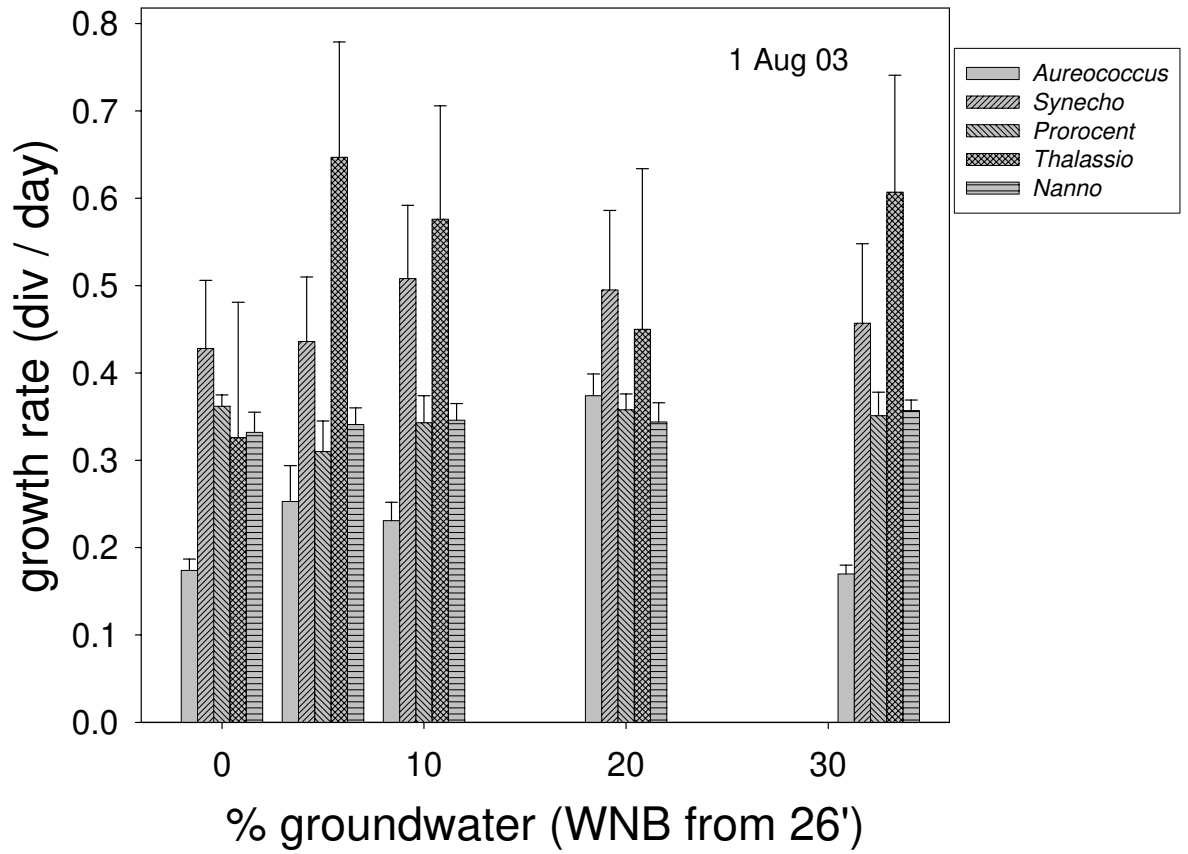 0.8
0.7
0.6
0.5
0.4
0.3
0.2
0.1
0.0
growth rate (div / day)
1 Aug 03
Aureococcus
Synecho
Prorocent
Thalassio
Nanno
0 10 20 30
% groundwater (WNB from 26')